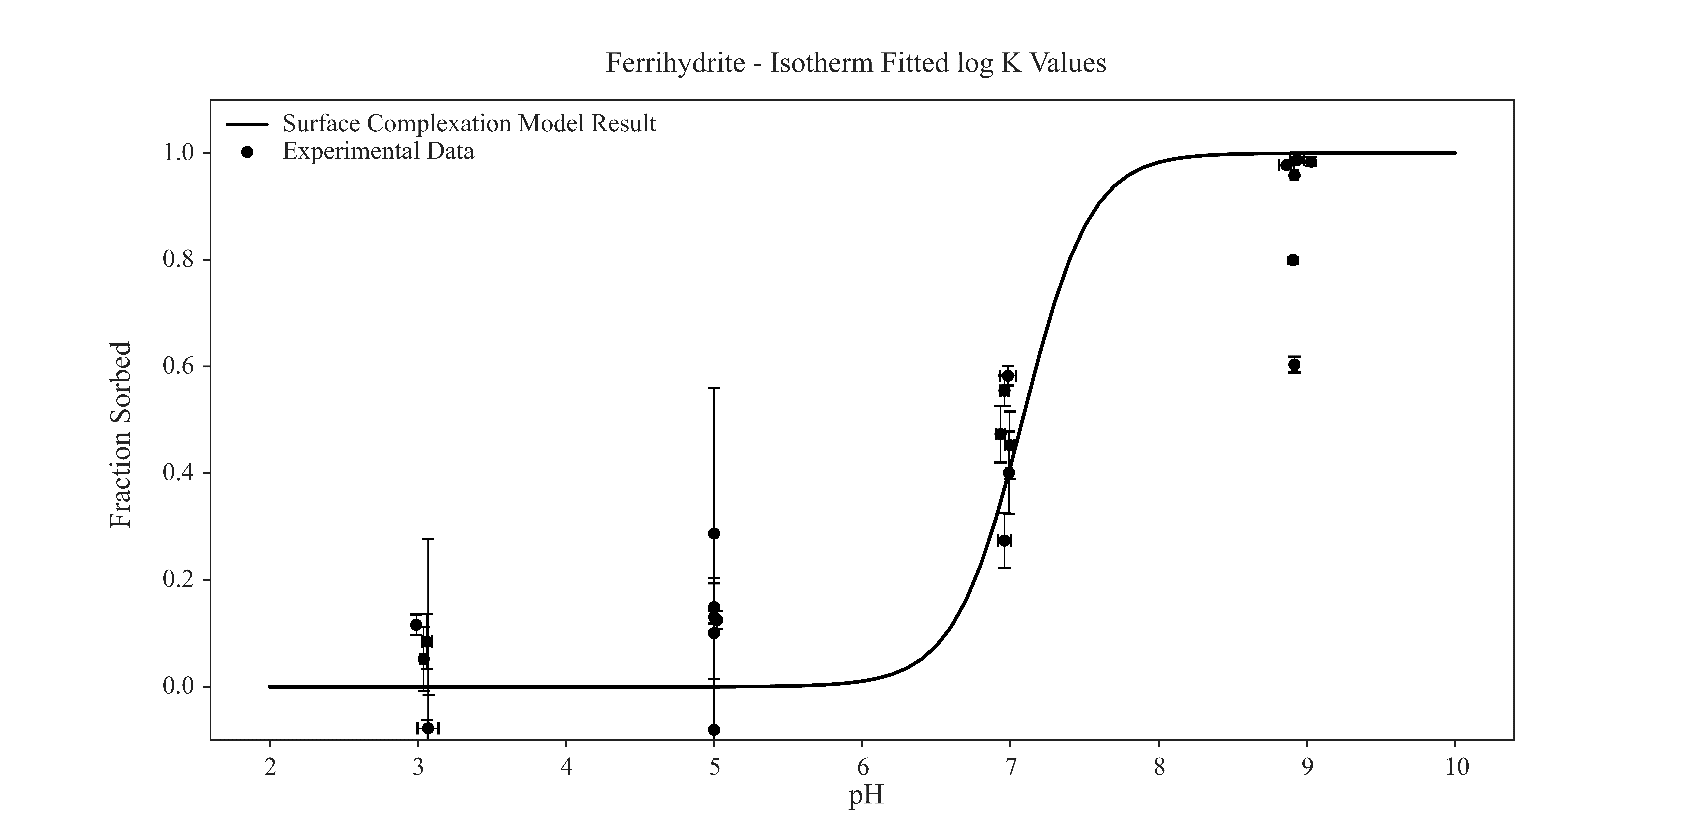 Ferrihydrite - Isotherm Fitted log K Values
Surface Complexation Model Result
Experimental Data
1.0
0.8
0.6
0.4
0.2
0.0
Fraction Sorbed
2 3 4 5 6 7 8 9 10
pH